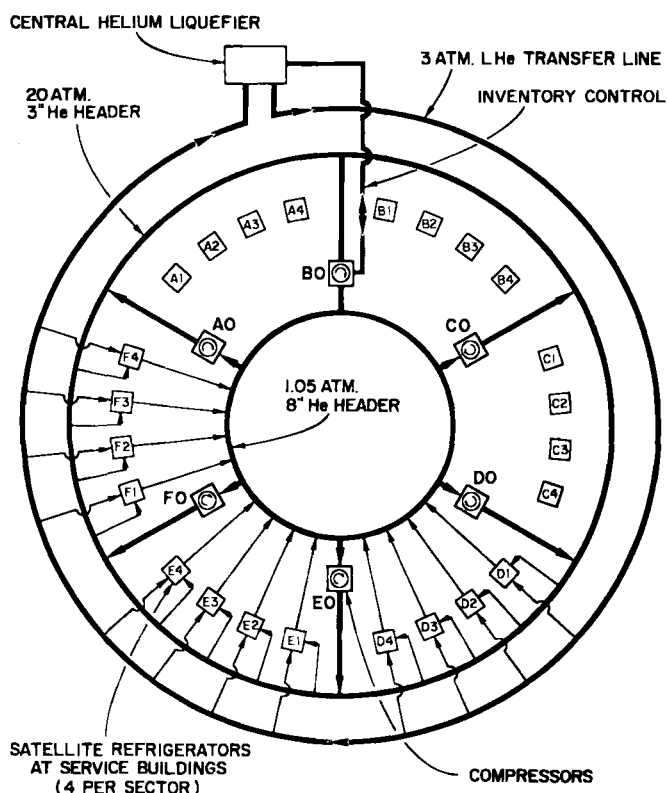 CENTRAL HELIUM LIQUEFIER
3 ATM. LHe TRANSFER LINE
20 ATM.
3" He HEADER
INVENTORY CONTROL
A1
A2
A3
A4
B1
B2
B3
B4
BO
AO
CO
F4
F3
F2
F1
1.05 ATM.
8" He HEADER
C1
C2
C3
C4
FO
DO
EO
E4
E3
E2
E1
D4
D3
D2
D1
SATELLITE REFRIGERATORS
AT SERVICE BUILDINGS
(4 PER SECTOR)
COMPRESSORS